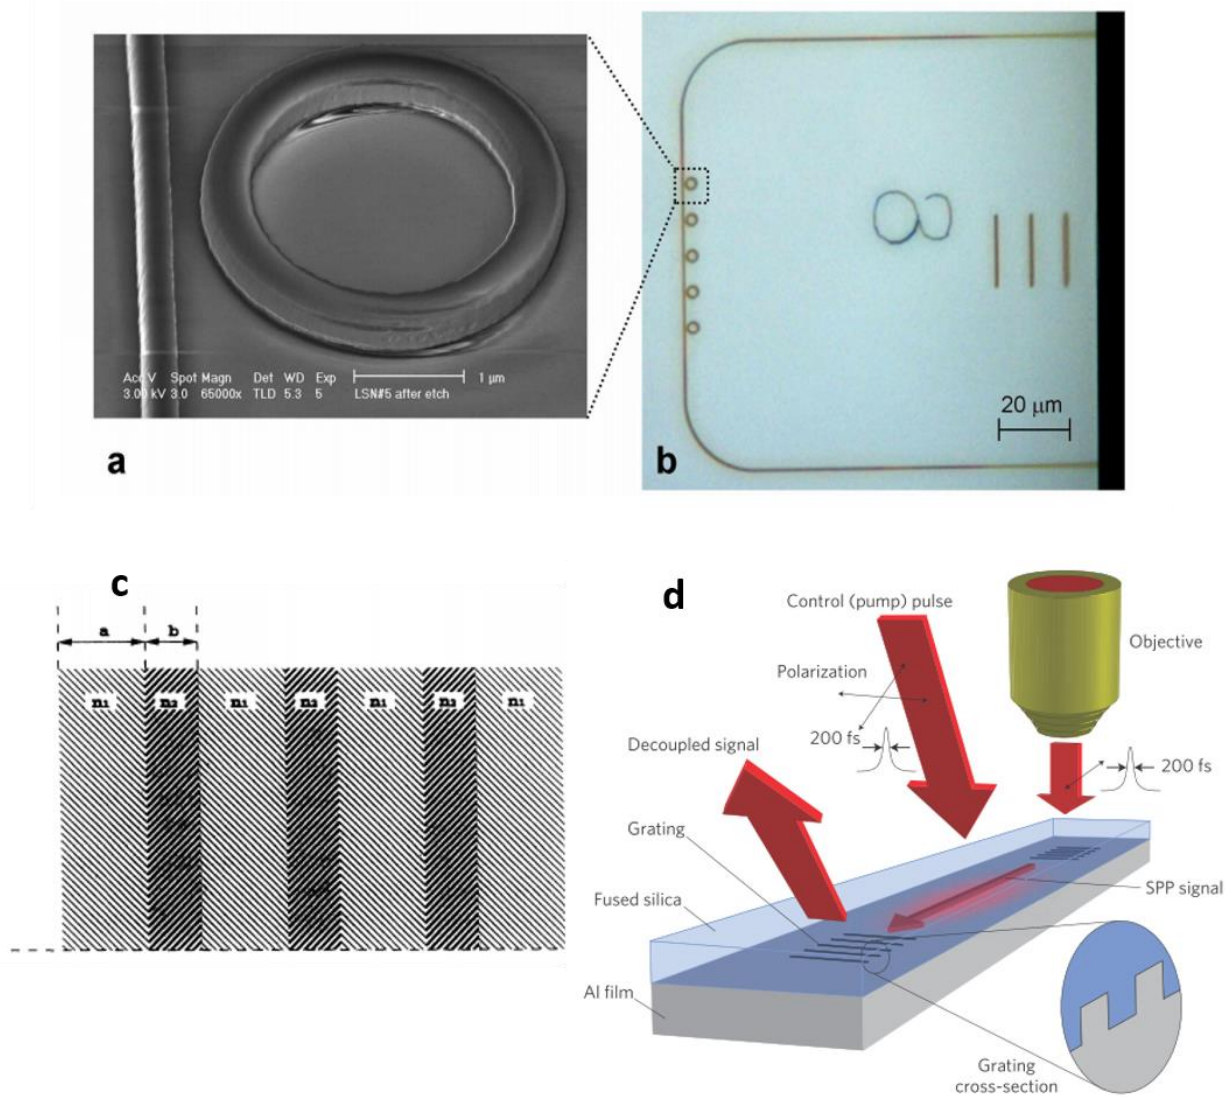 Acc V Spot Magn Det WD Exp 1 μm
3.00 kV 3.0 65000x TLD 5.3 5 LSN#5 after etch
a
8
20 μm
b
c
a b
n₁ n₂ n₁ n₂ n₁ n₂ n₁
d
Control (pump) pulse
Objective
Polarization
Decoupled signal
200 fs
200 fs
Grating
SPP signal
Fused silica
Al film
Grating
cross-section